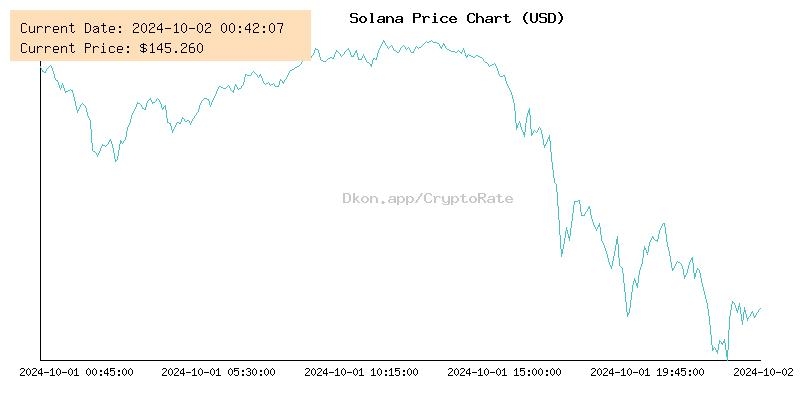 Solana Price Chart (USD)
Current Date: 2024-10-02 00:42:07
Current Price: $145.260
Dkon.app/CryptoRate
2024-10-01 00:45:00 2024-10-01 05:30:00 2024-10-01 10:15:00 2024-10-01 15:00:00 2024-10-01 19:45:00 2024-10-02